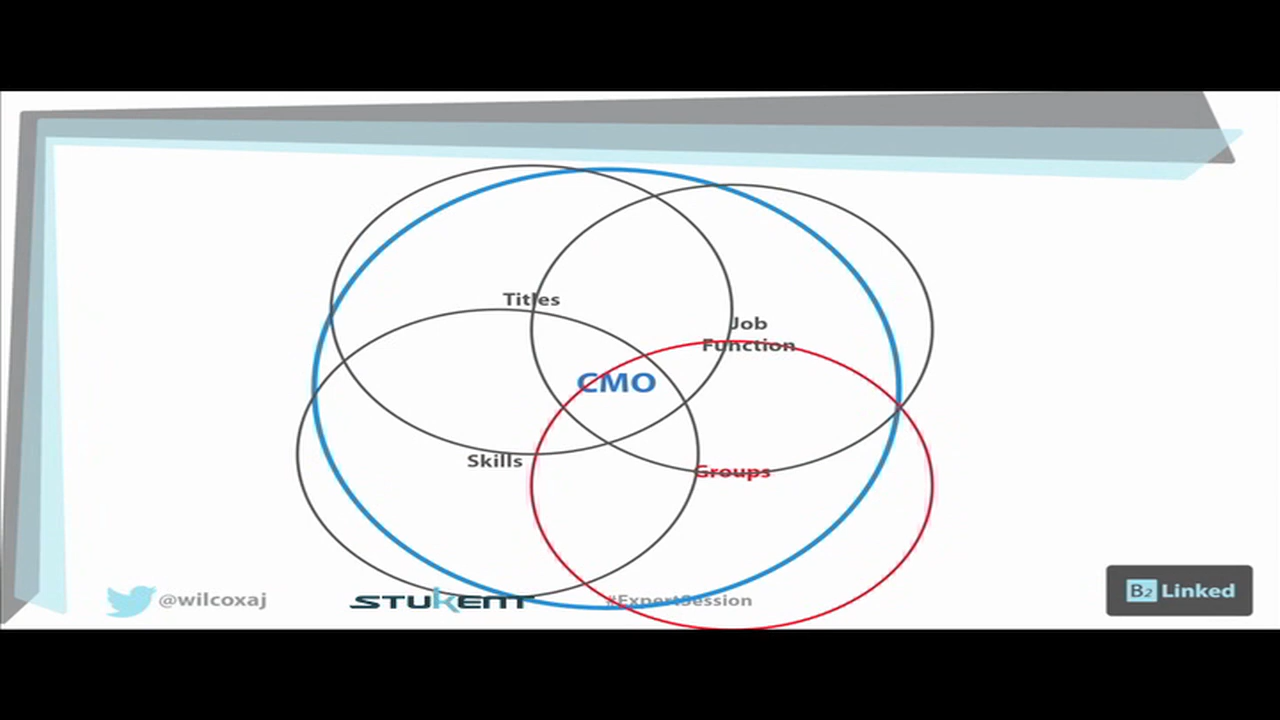 Titles
Job
Function
CMO
Skills
Groups
@wilcoxaj
STUKENT
#ExpertSession
B2 Linked